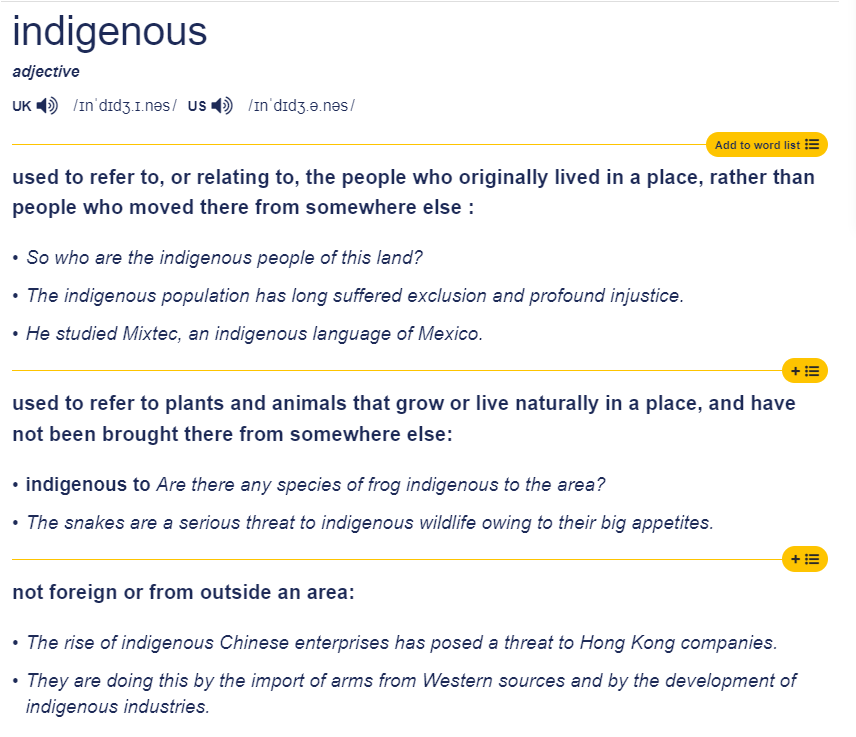 indigenous
adjective
UK /ɪnˈdɪdʒ.ɪ.nəs/ US /ɪnˈdɪdʒ.ə.nəs/
Add to word list
used to refer to, or relating to, the people who originally lived in a place, rather than
people who moved there from somewhere else :
• So who are the indigenous people of this land?
• The indigenous population has long suffered exclusion and profound injustice.
• He studied Mixtec, an indigenous language of Mexico.
+
used to refer to plants and animals that grow or live naturally in a place, and have
not been brought there from somewhere else:
• indigenous to Are there any species of frog indigenous to the area?
• The snakes are a serious threat to indigenous wildlife owing to their big appetites.
+
not foreign or from outside an area:
• The rise of indigenous Chinese enterprises has posed a threat to Hong Kong companies.
• They are doing this by the import of arms from Western sources and by the development of
indigenous industries.